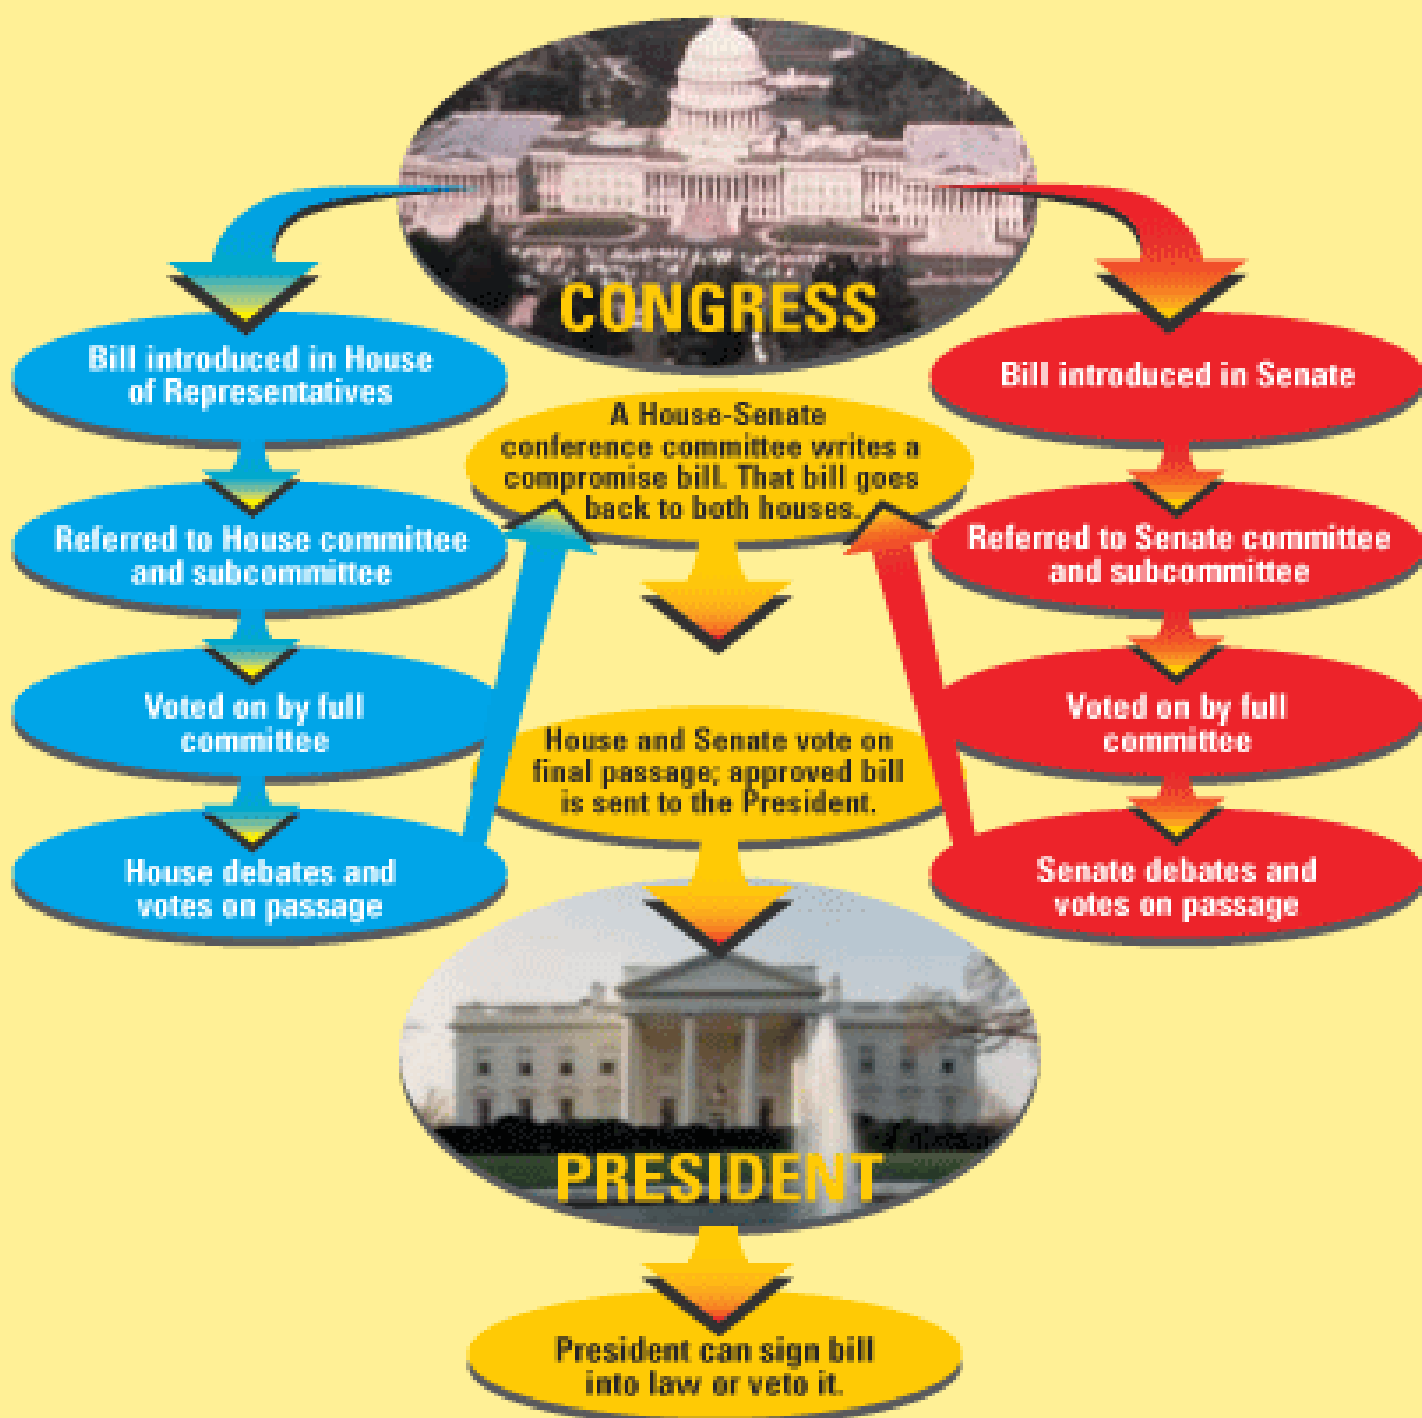 CONGRESS
Bill introduced in House
of Representatives
Referred to House committee
and subcommittee
Voted on by full
committee
House debates and
votes on passage
Bill introduced in Senate
Referred to Senate committee
and subcommittee
Voted on by full
committee
Senate debates and
votes on passage
A House-Senate
conference committee writes a
compromise bill. That bill goes
back to both houses.
House and Senate vote on
final passage; approved bill
is sent to the President.
PRESIDENT
President can sign bill
into law or veto it.